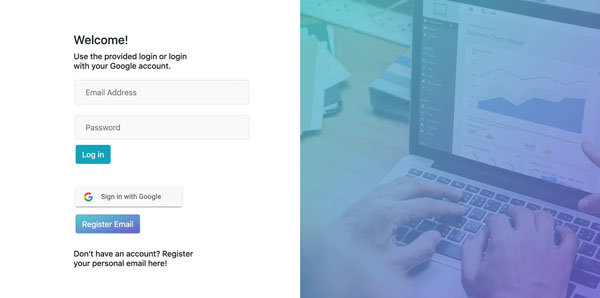 Welcome!
Use the provided login or login
with your Google account.
Email Address
Password
Log in
Sign in with Google
Register Email
Don't have an account? Register
your personal email here!